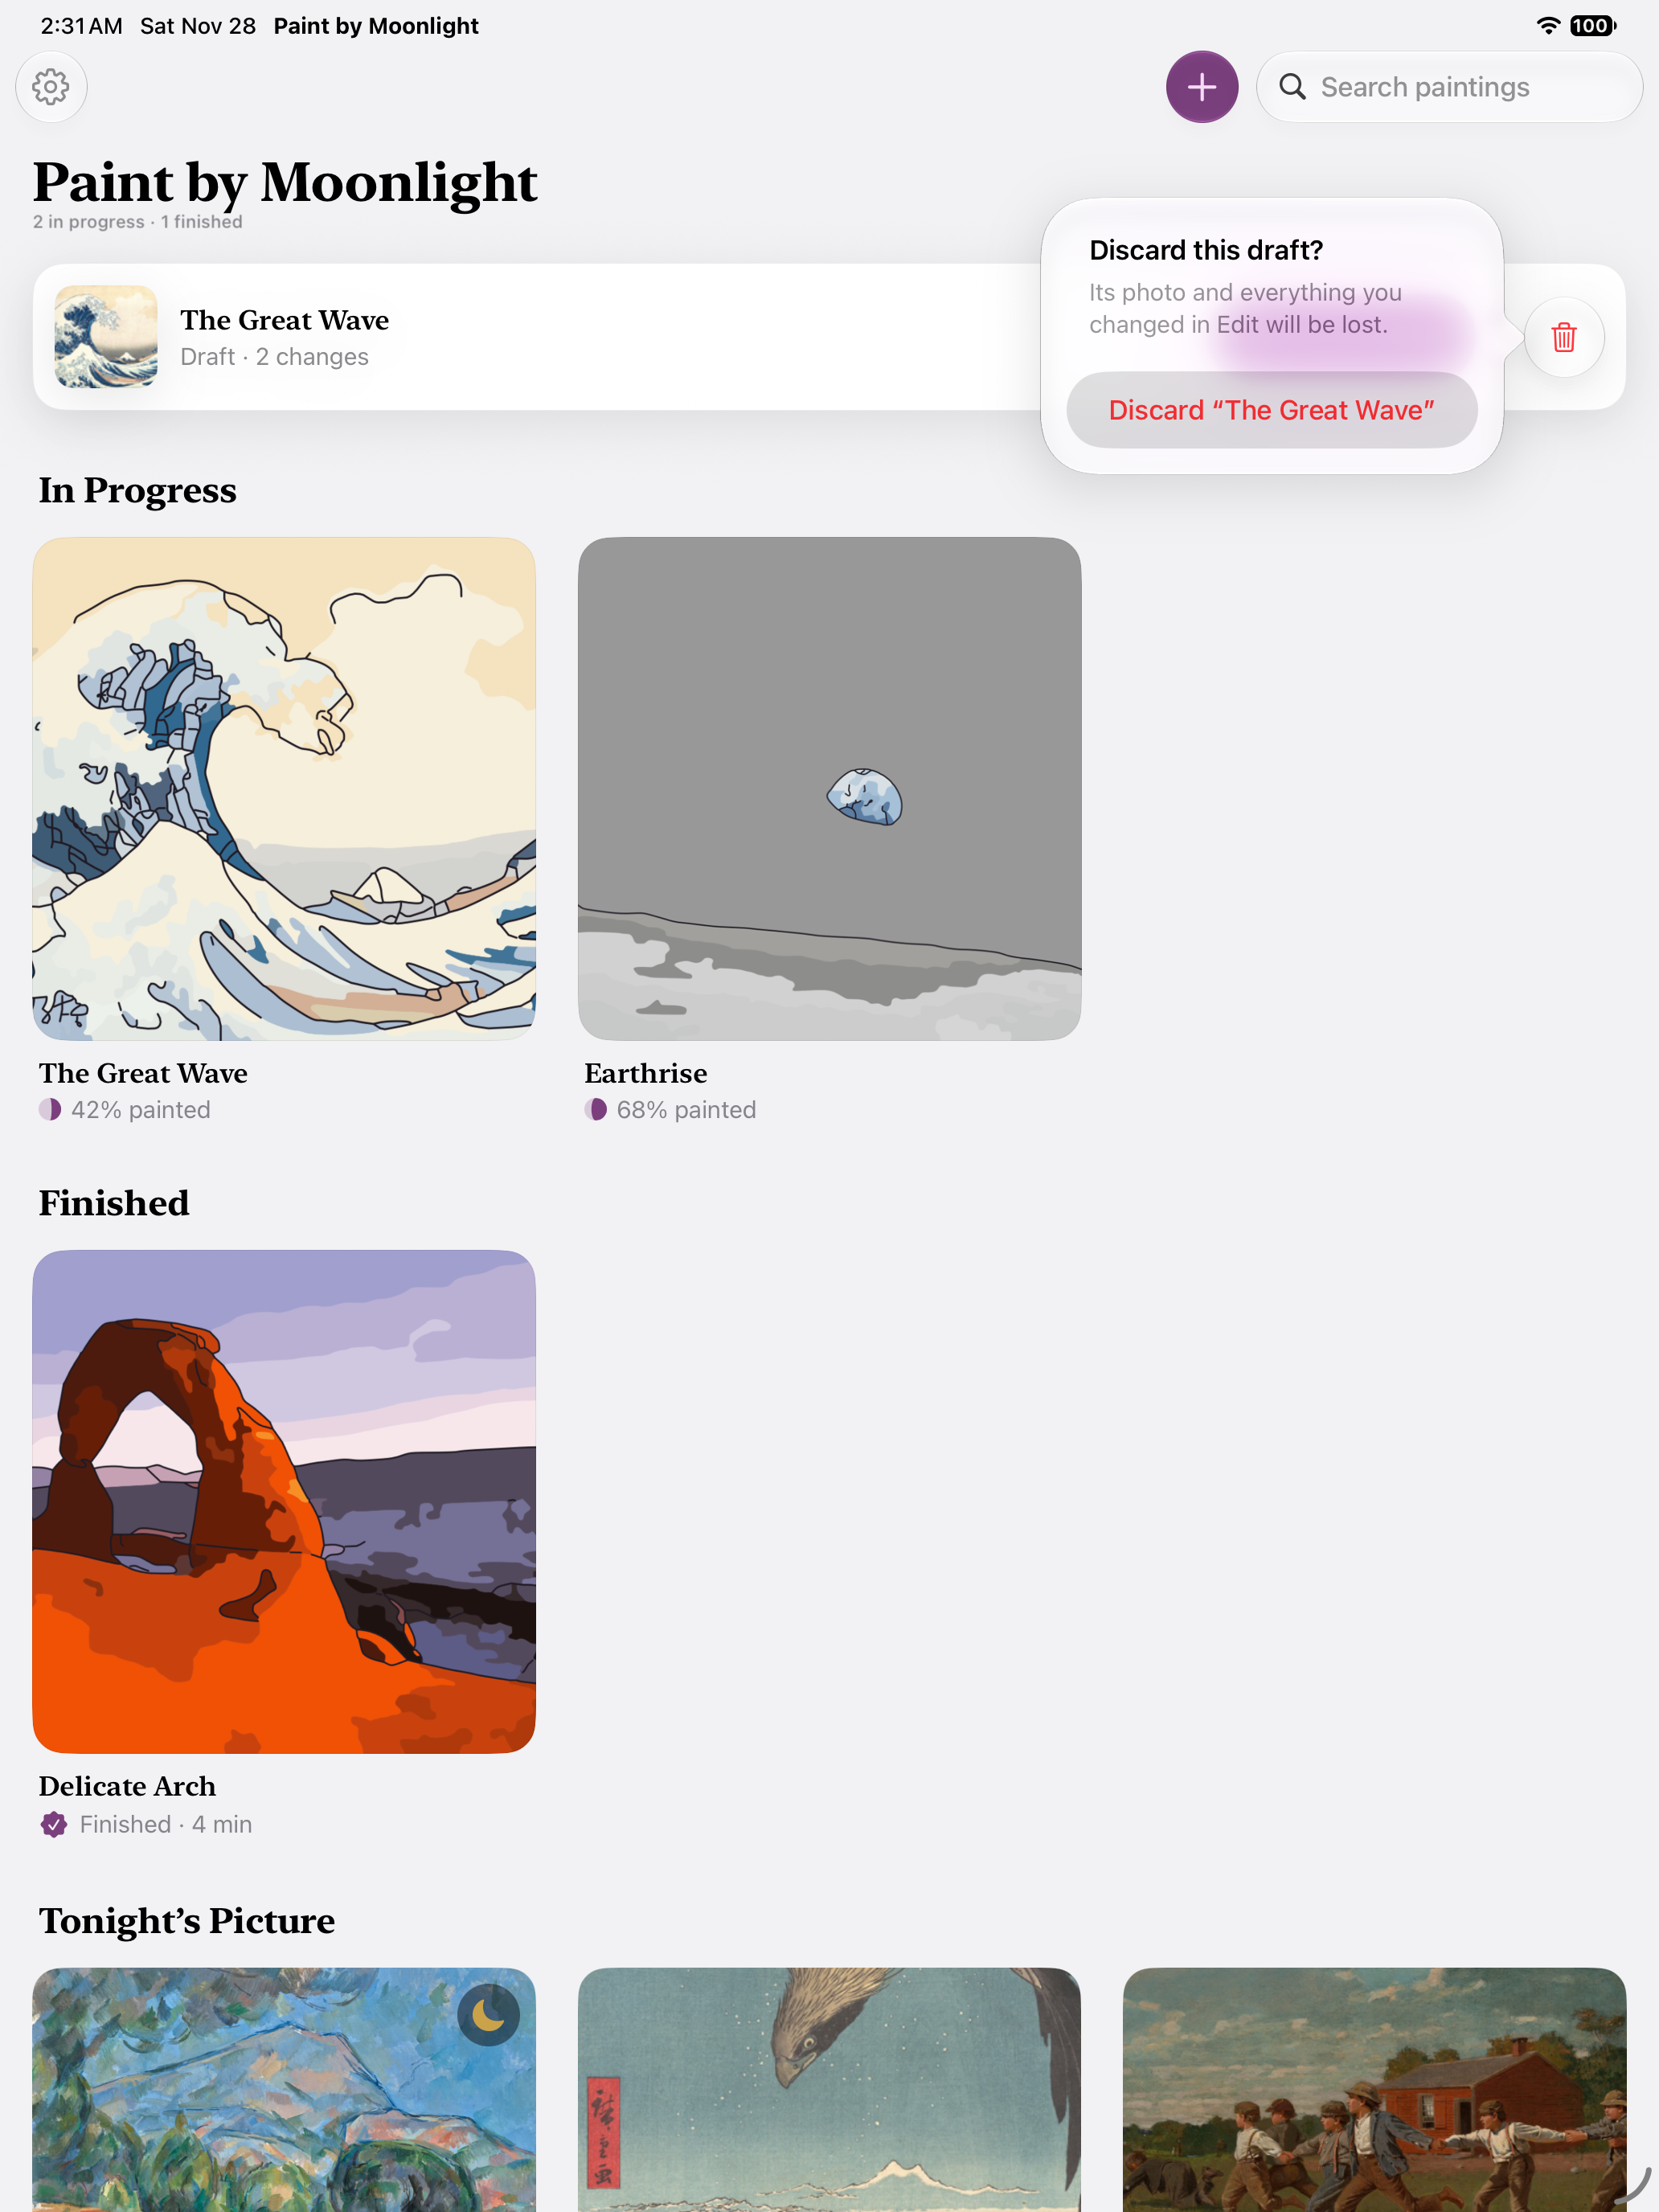 2:31 AM Sat Nov 28 Paint by Moonlight
100
Search paintings
Paint by Moonlight
2 in progress · 1 finished
Discard this draft?
Its photo and everything you
changed in Edit will be lost.
Discard “The Great Wave”
The Great Wave
Draft · 2 changes
In Progress
The Great Wave
42% painted
Earthrise
68% painted
Finished
Delicate Arch
Finished · 4 min
Tonight’s Picture